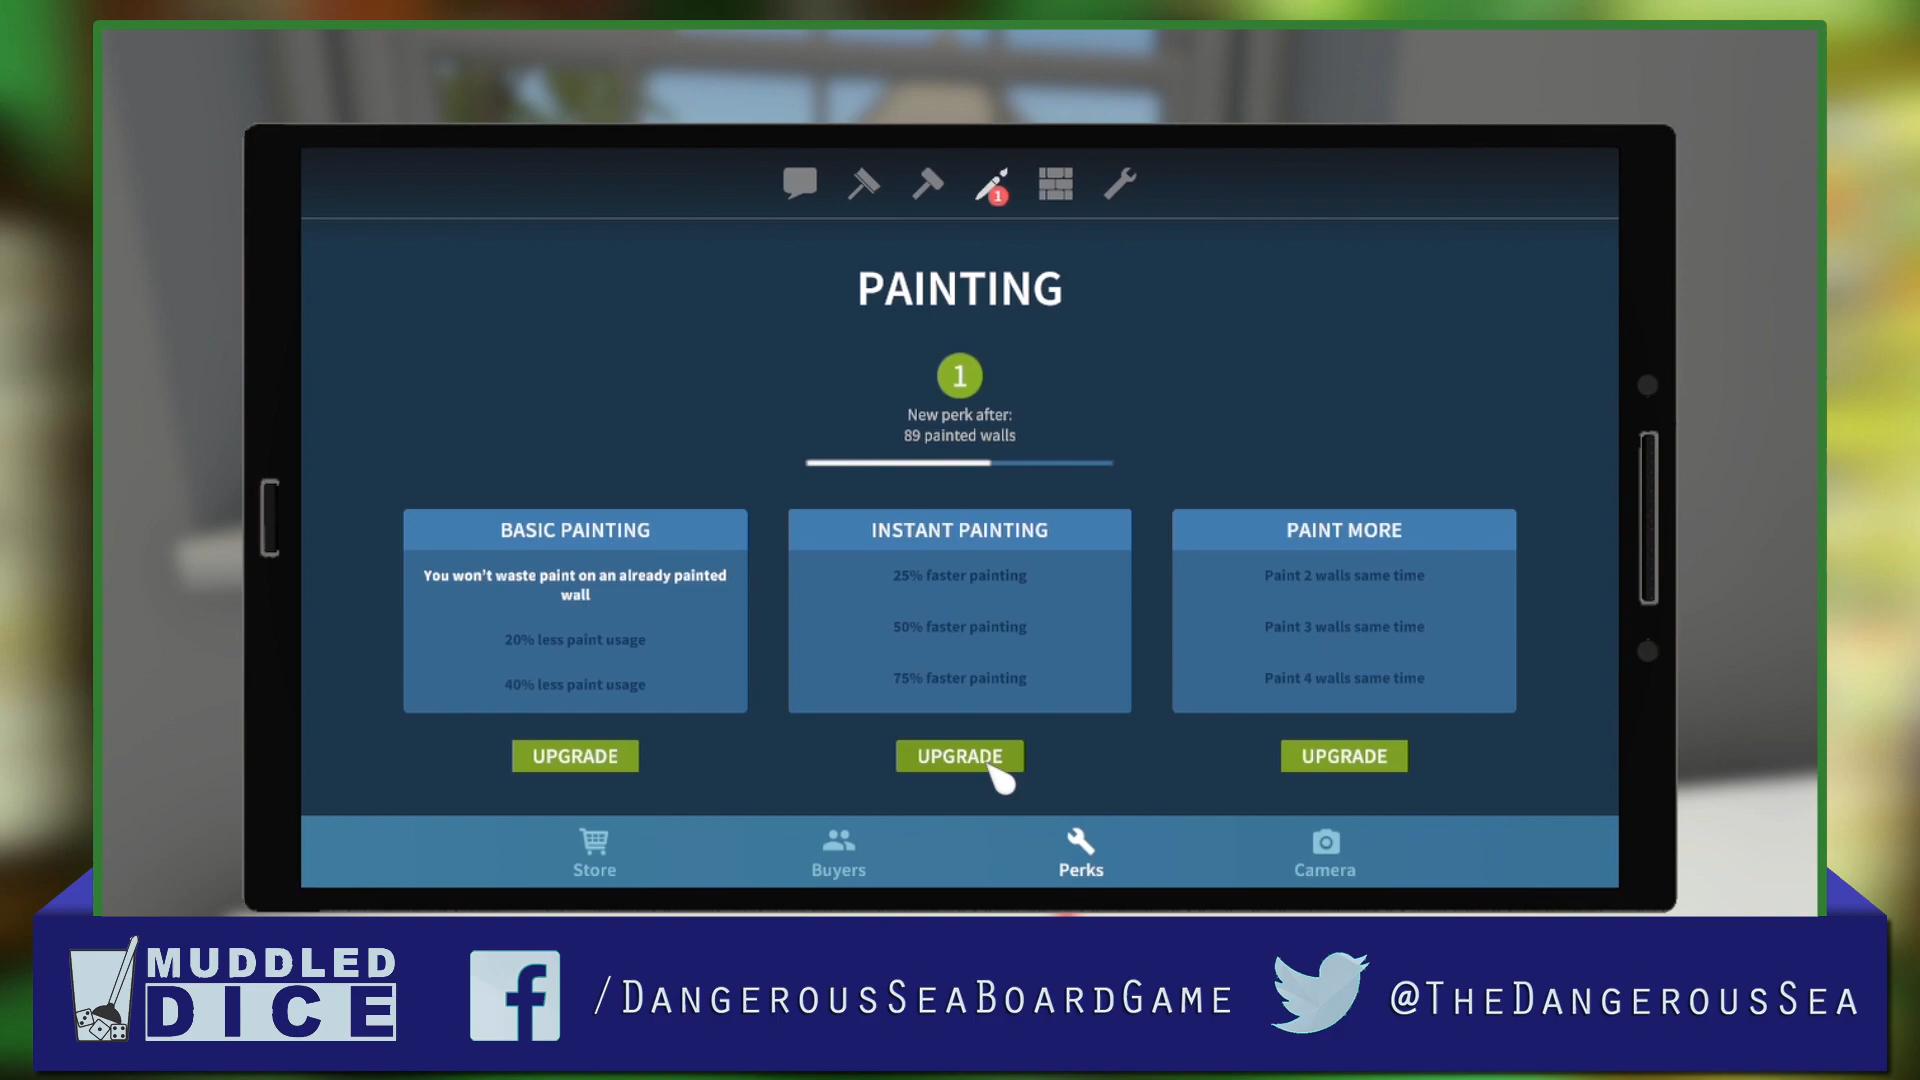 1
PAINTING
1
New perk after:
89 painted walls
BASIC PAINTING
You won't waste paint on an already painted
wall
20% less paint usage
40% less paint usage
UPGRADE
INSTANT PAINTING
25% faster painting
50% faster painting
75% faster painting
UPGRADE
PAINT MORE
Paint 2 walls same time
Paint 3 walls same time
Paint 4 walls same time
UPGRADE
Store
Buyers
Perks
Camera
MUDDLED
DICE
f
/DANGEROUSSEABOARDGAME
@THEDANGEROUSSEA